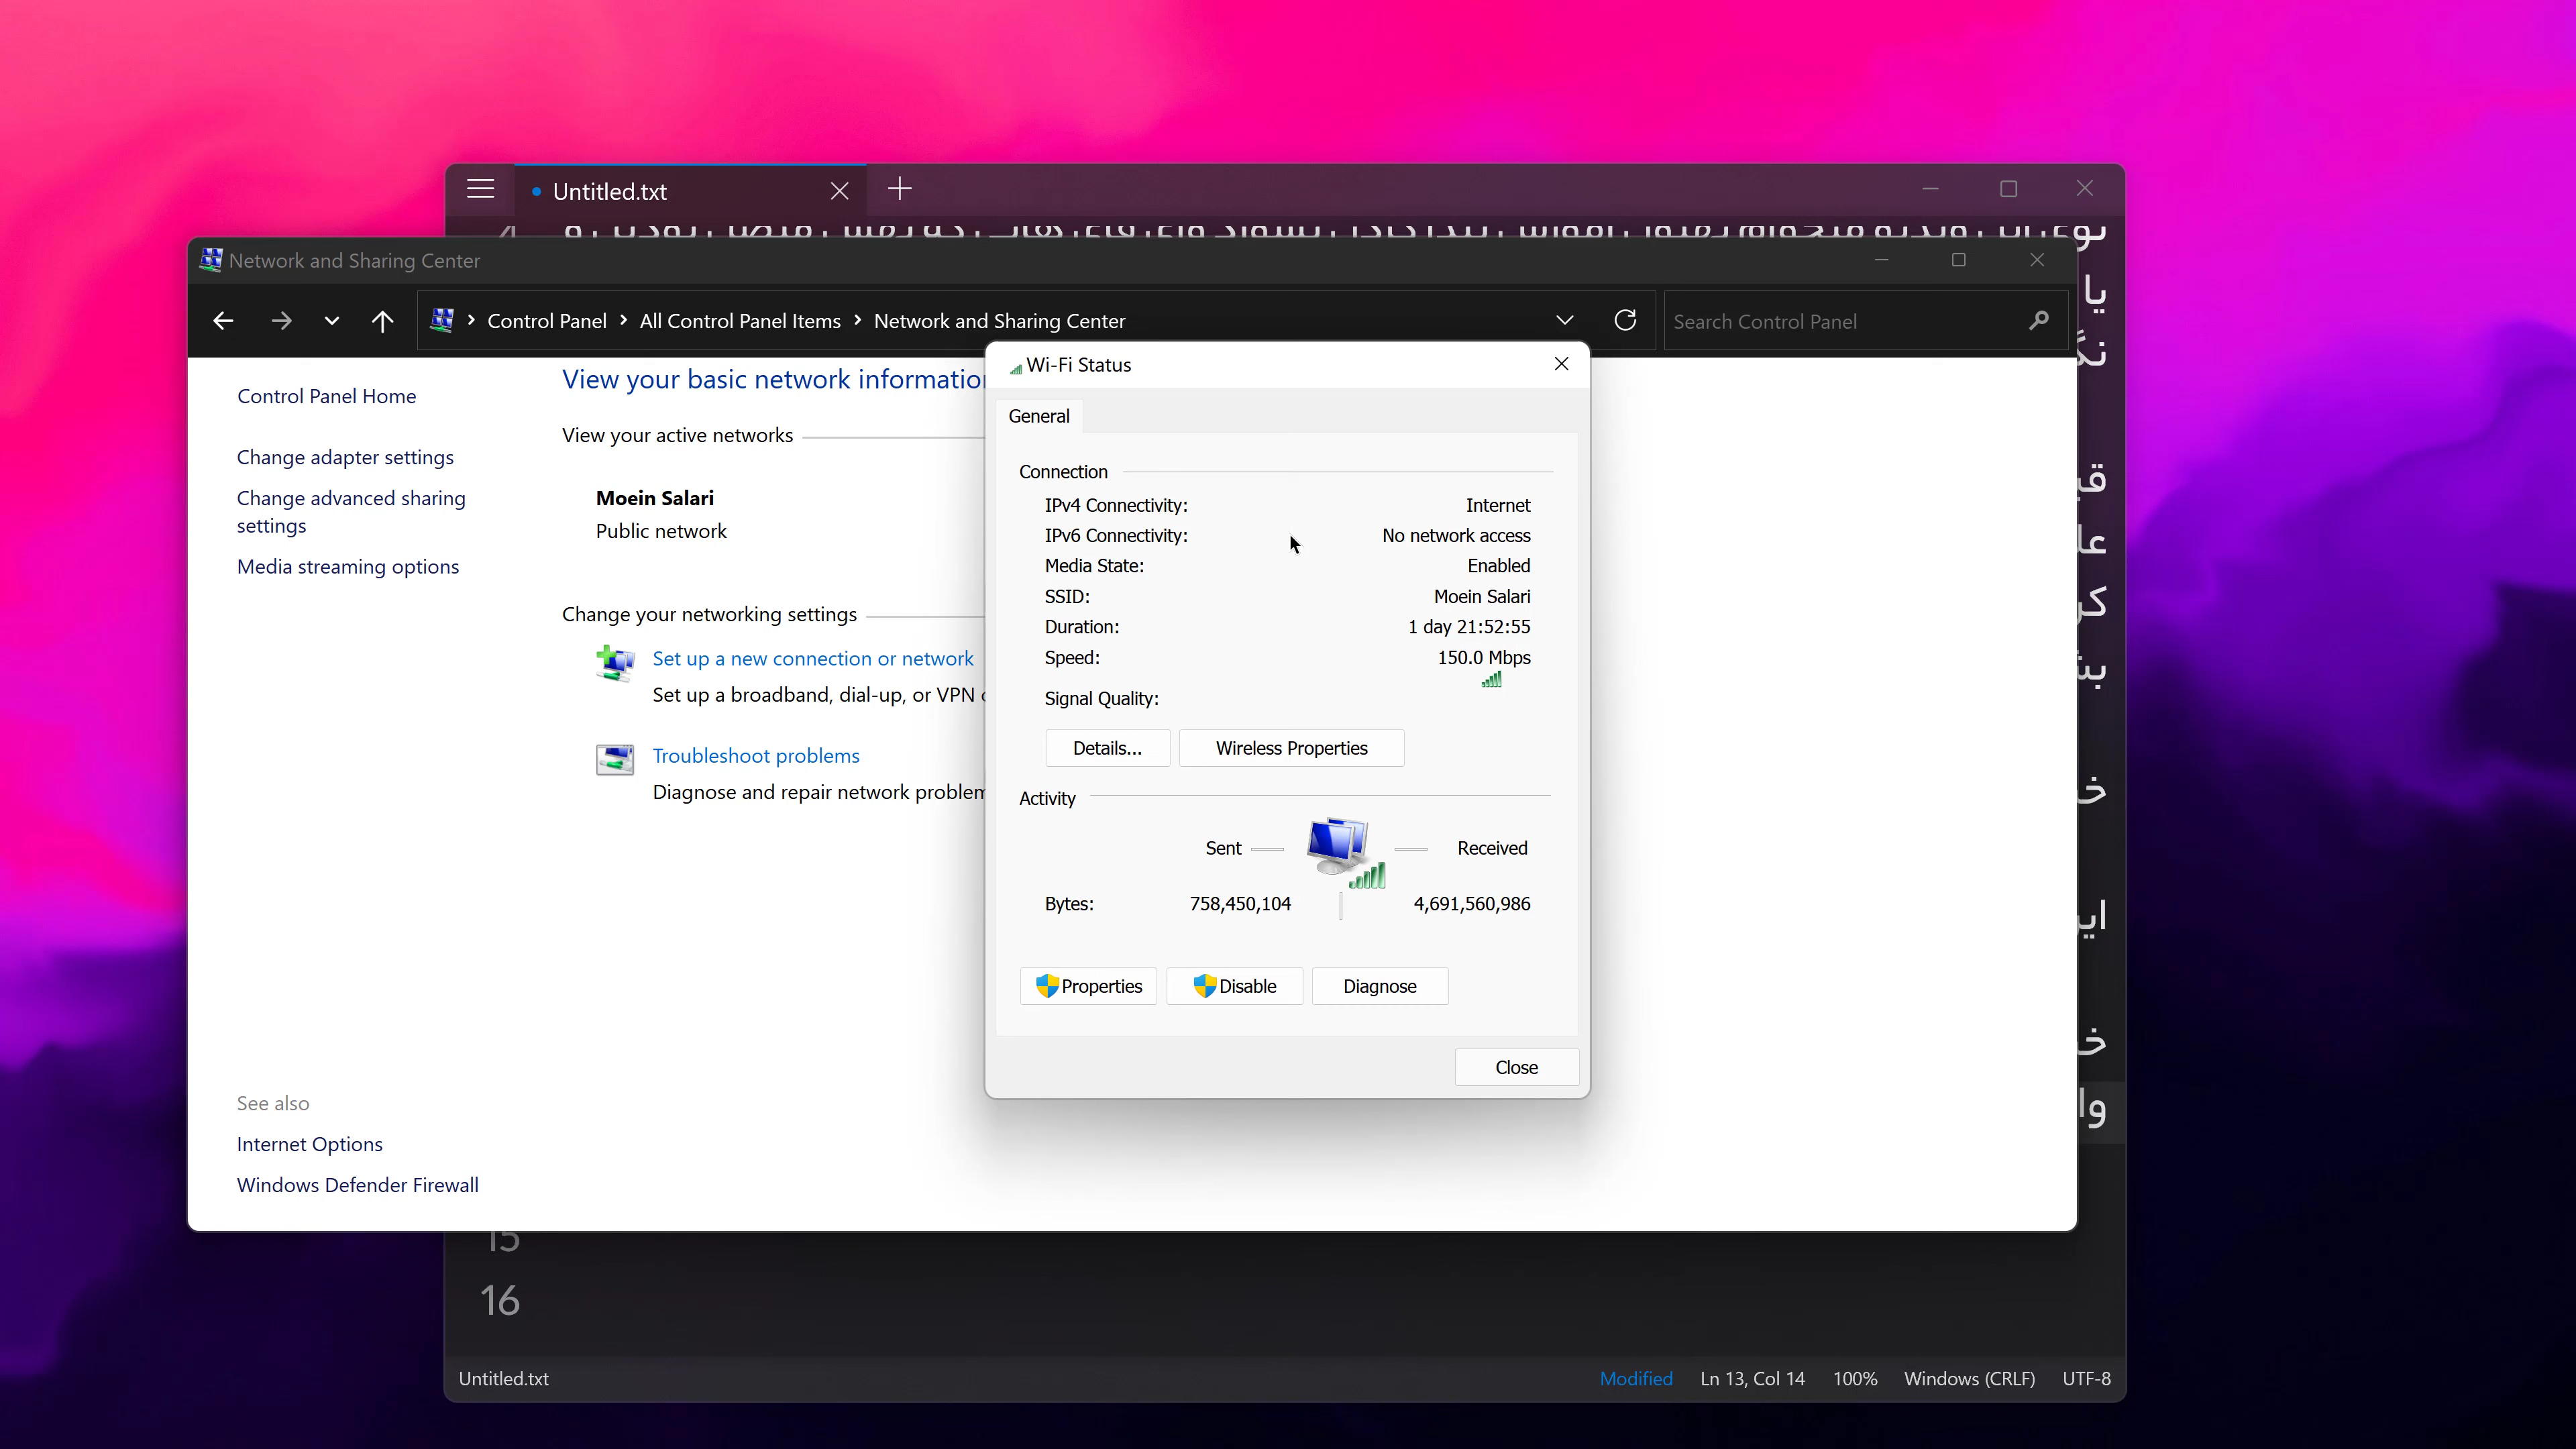 Untitled.txt
Network and Sharing Center
Control Panel
All Control Panel Items
Network and Sharing Center
Search Control Panel
Control Panel Home
Change adapter settings
Change advanced sharing
settings
Media streaming options
See also
Internet Options
Windows Defender Firewall
View your basic network
View your active networks
Moein Salari
Public network
Change your networking settings
Set up a new connection or network
Set up a broadband, dial-up, or VPN
Troubleshoot problems
Diagnose and repair network
Wi-Fi Status
General
Connection
IPv4 Connectivity: Internet
IPv6 Connectivity: No network access
Media State: Enabled
SSID: Moein Salari
Duration: 1 day 21:52:55
Speed: 150.0 Mbps
Signal Quality:
Details... Wireless Properties
Activity
Sent Received
Bytes: 758,450,104 4,691,560,986
Properties Disable Diagnose
Close
15
16
Untitled.txt Modified Ln 13, Col 14 100% Windows (CRLF) UTF-8